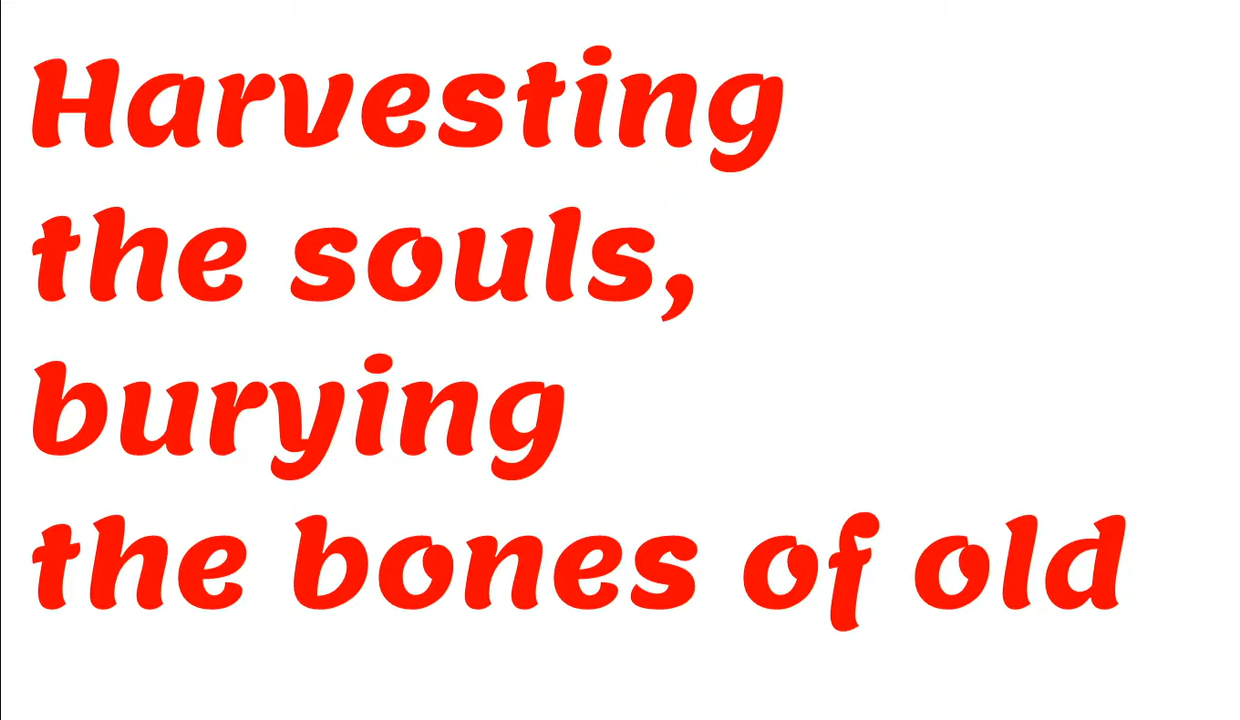 Harvesting
the souls,
burying
the bones of old